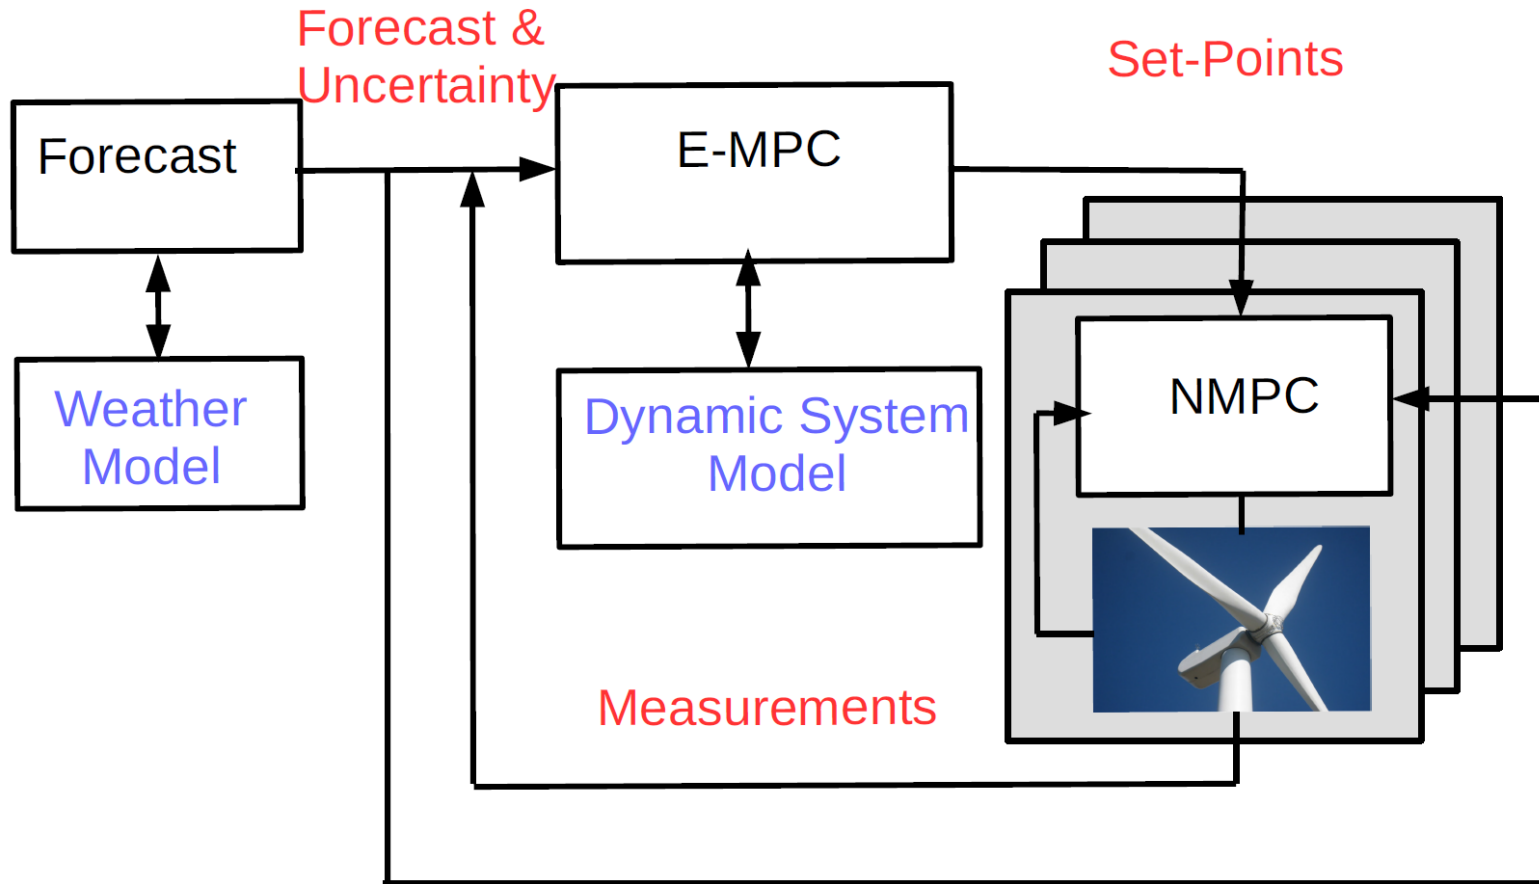 Forecast &
Uncertainty
Set-Points
Forecast
E-MPC
Weather
Model
Dynamic System
Model
NMPC
Measurements